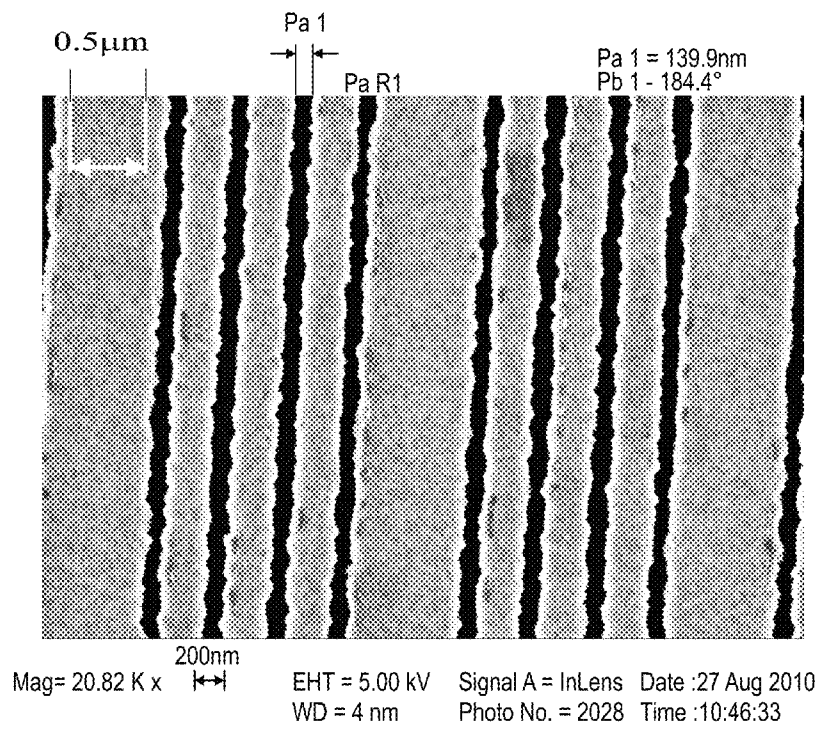 Pa 1
0.5µm
Pa 1 = 139.9nm
Pa R1
Pb 1 - 184.4°
200nm
Mag= 20.82 K x
EHT = 5.00 kV
Signal A = InLens
Date :27 Aug 2010
WD = 4 nm
Photo No. = 2028
Time :10:46:33